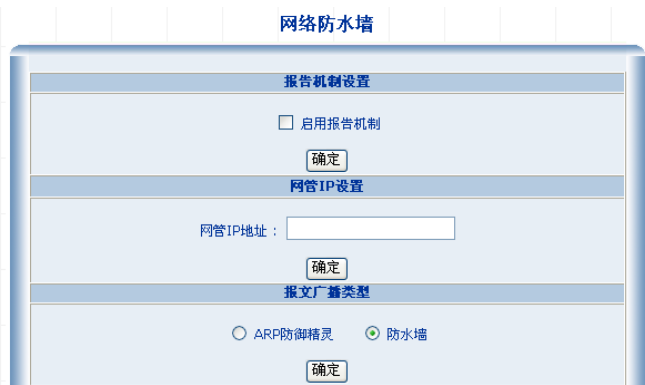 网络防水墙
报告机制设置
启用报告机制
确定
网管IP设置
网管IP地址：
确定
报文广播类型
ARP防御精灵 防水墙
确定